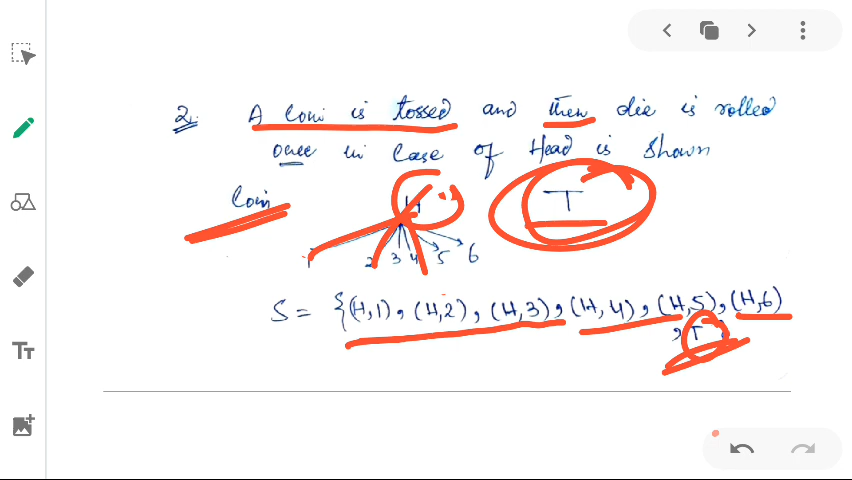 2. A Coin is tossed and then die is rolled
once in Case of Head is shown
Coin H T
1 2 3 4 5 6
S = {(H,1), (H,2), (H,3), (H,4), (H,5), (H,6)
, T }
TT